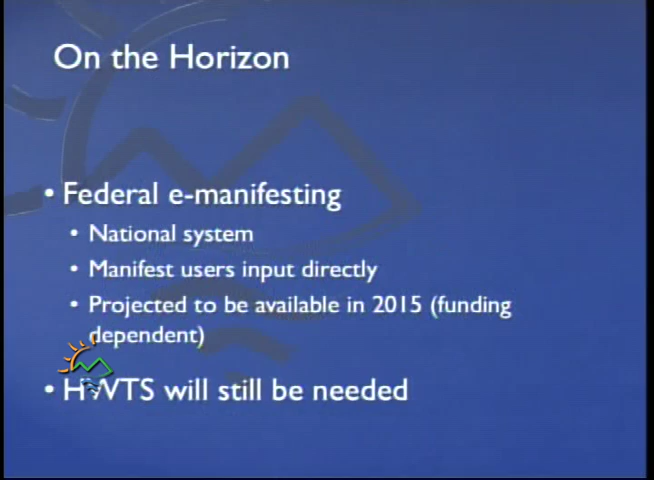 On the Horizon
• Federal e-manifesting
• National system
• Manifest users input directly
• Projected to be available in 2015 (funding
dependent)
• HWTS will still be needed